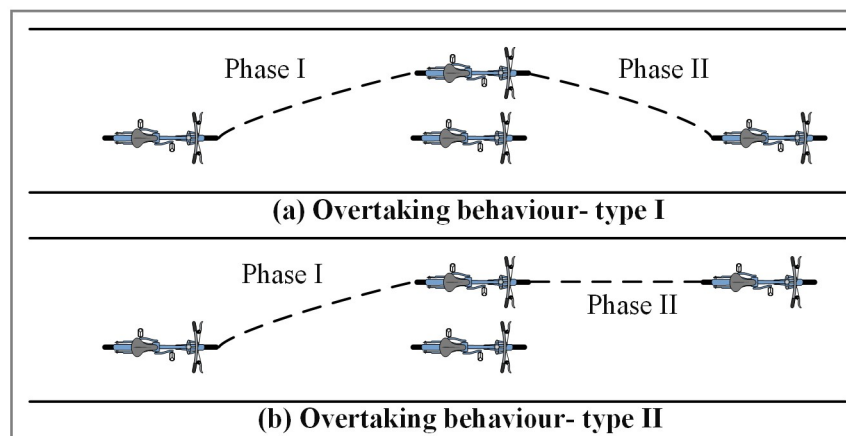 Phase I
Phase II
(a) Overtaking behaviour- type I
Phase I
Phase II
(b) Overtaking behaviour- type II